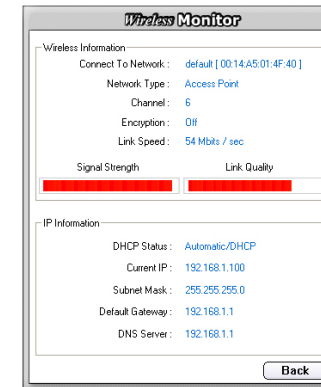 Wireless Monitor
Wireless Information
Connect To Network : default [ 00:14:A5:01:4F:40 ]
Network Type : Access Point
Channel : 6
Encryption : Off
Link Speed : 54 Mbits / sec
Signal Strength Link Quality
IP Information
DHCP Status : Automatic/DHCP
Current IP : 192.168.1.100
Subnet Mask : 255.255.255.0
Default Gateway : 192.168.1.1
DNS Server : 192.168.1.1
Back